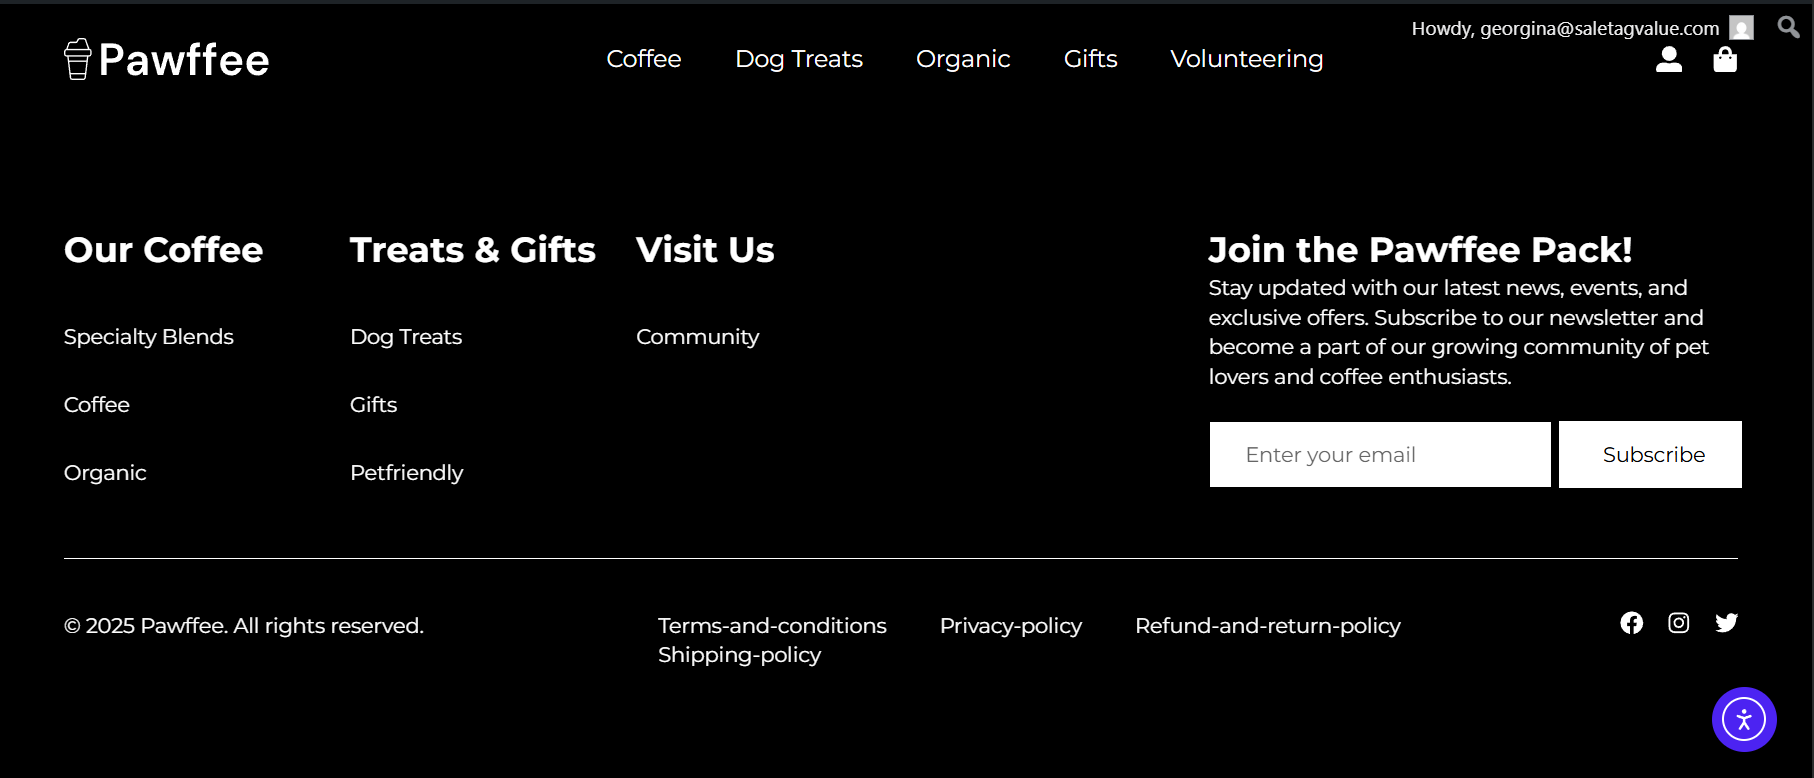 Howdy, georgina@saletagvalue.com
Pawffee
Coffee Dog Treats Organic Gifts Volunteering
Our Coffee
Specialty Blends
Coffee
Organic
Treats & Gifts
Dog Treats
Gifts
Petfriendly
Visit Us
Community
Join the Pawffee Pack!
Stay updated with our latest news, events, and
exclusive offers. Subscribe to our newsletter and
become a part of our growing community of pet
lovers and coffee enthusiasts.
Enter your email
Subscribe
© 2025 Pawffee. All rights reserved.
Terms-and-conditions Privacy-policy Refund-and-return-policy
Shipping-policy